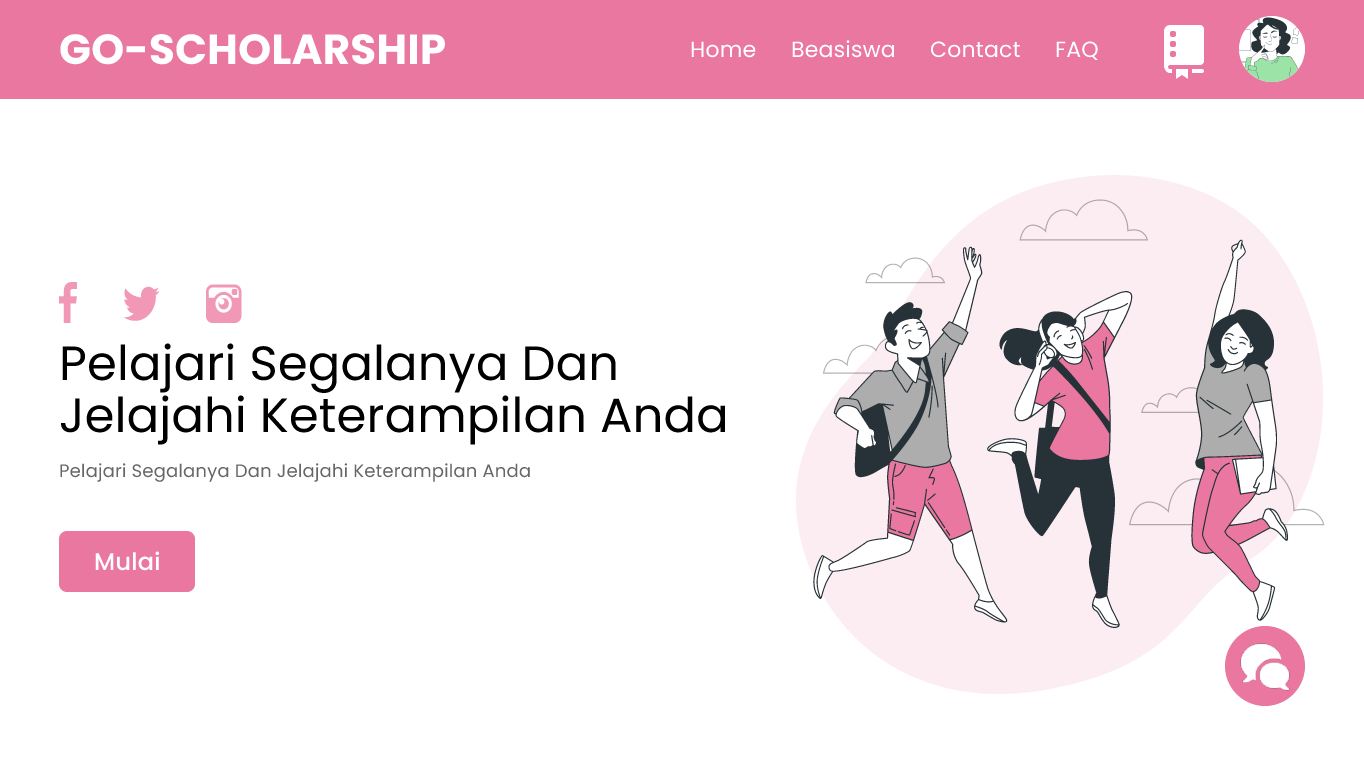 GO-SCHOLARSHIP
Home Beasiswa Contact FAQ
Pelajari Segalanya Dan
Jelajahi Keterampilan Anda
Pelajari Segalanya Dan Jelajahi Keterampilan Anda
Mulai